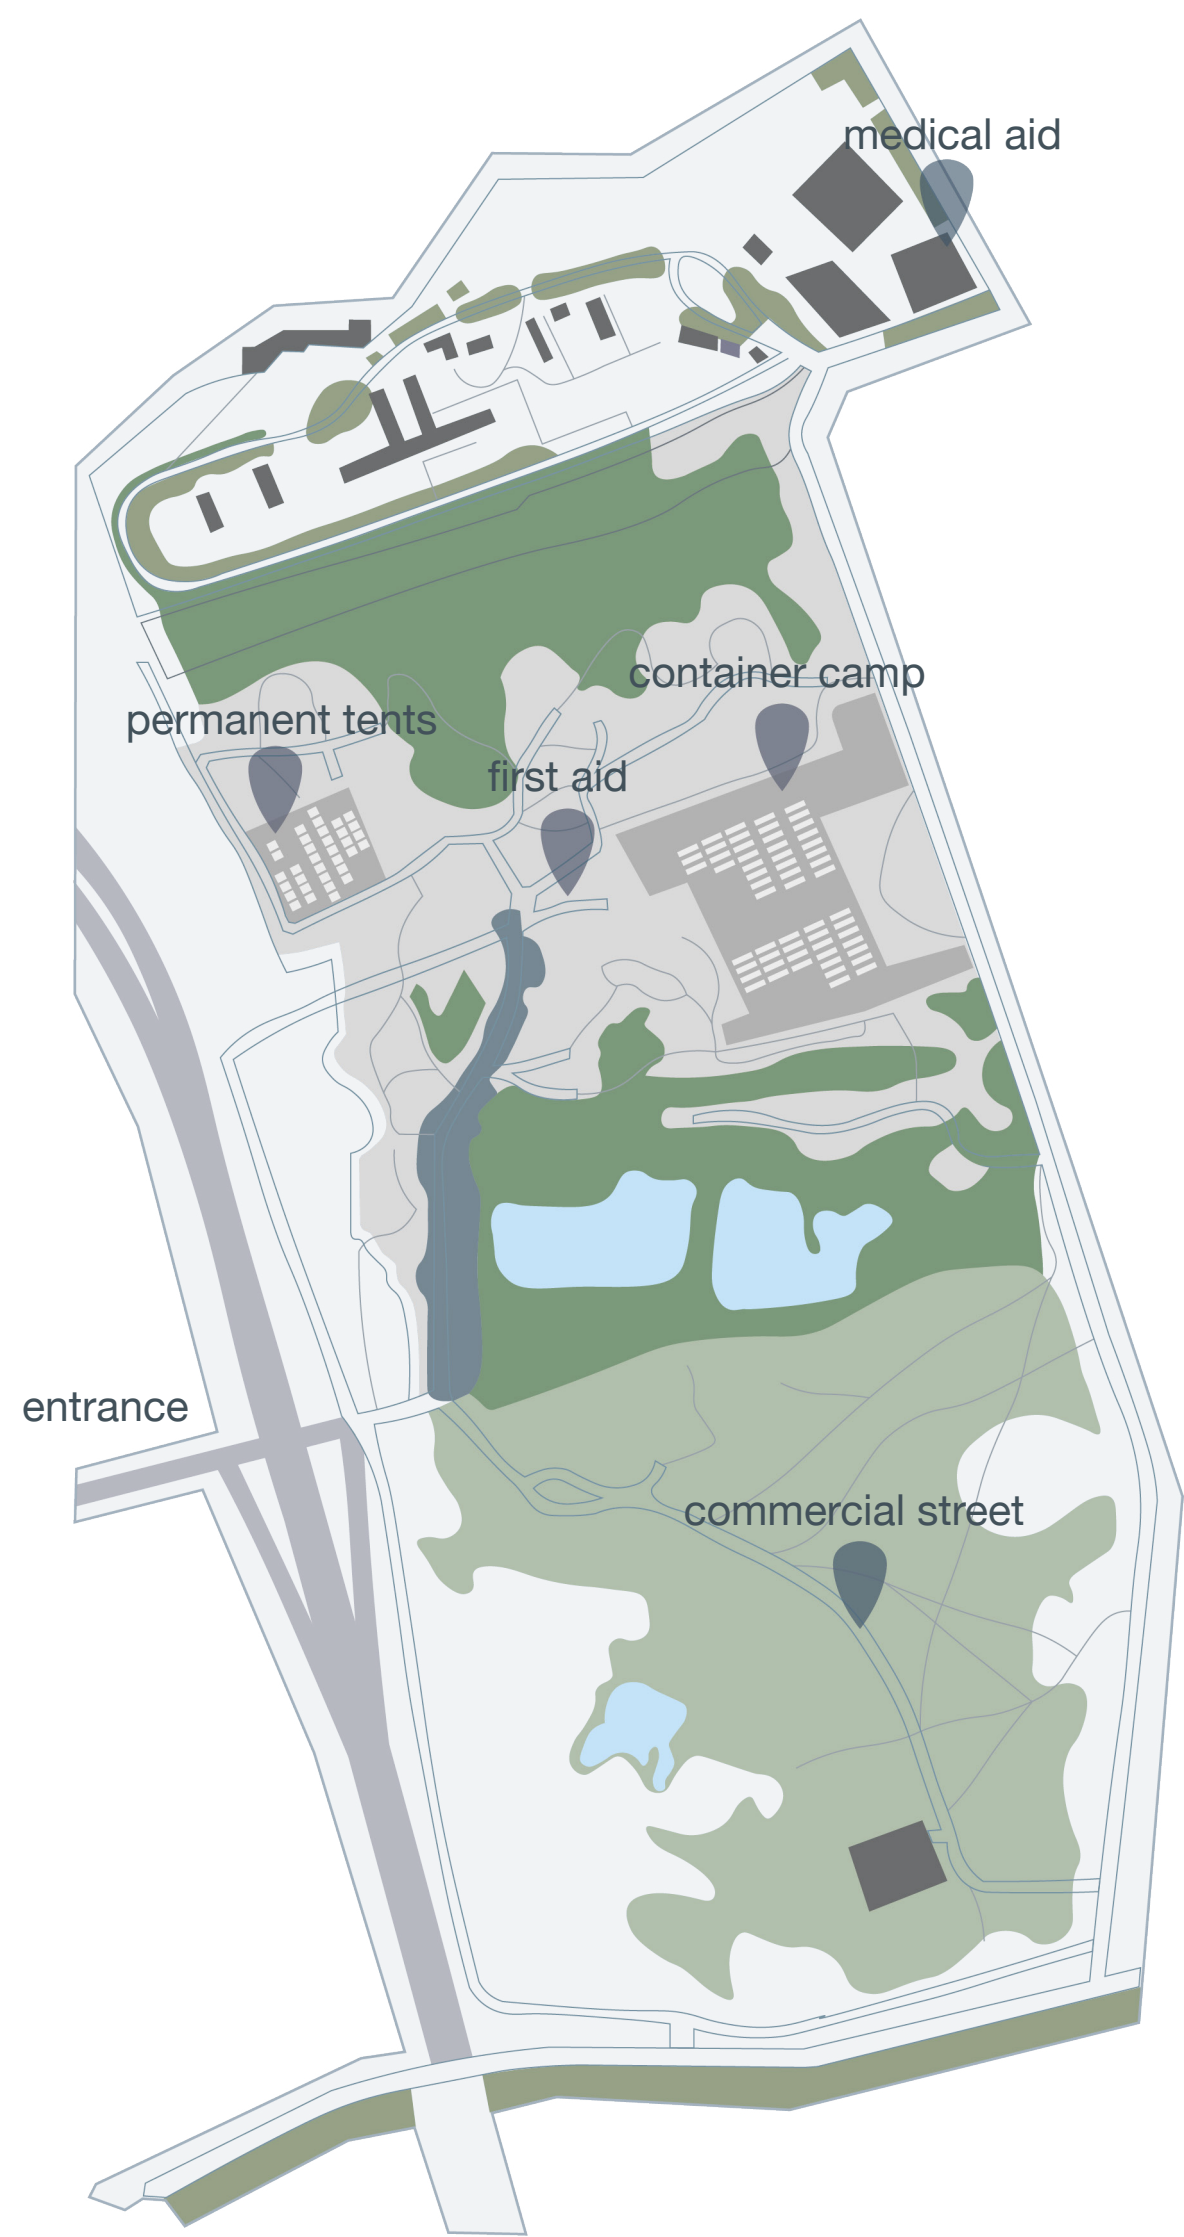 medical aid
container camp
permanent tents
first aid
entrance
commercial street